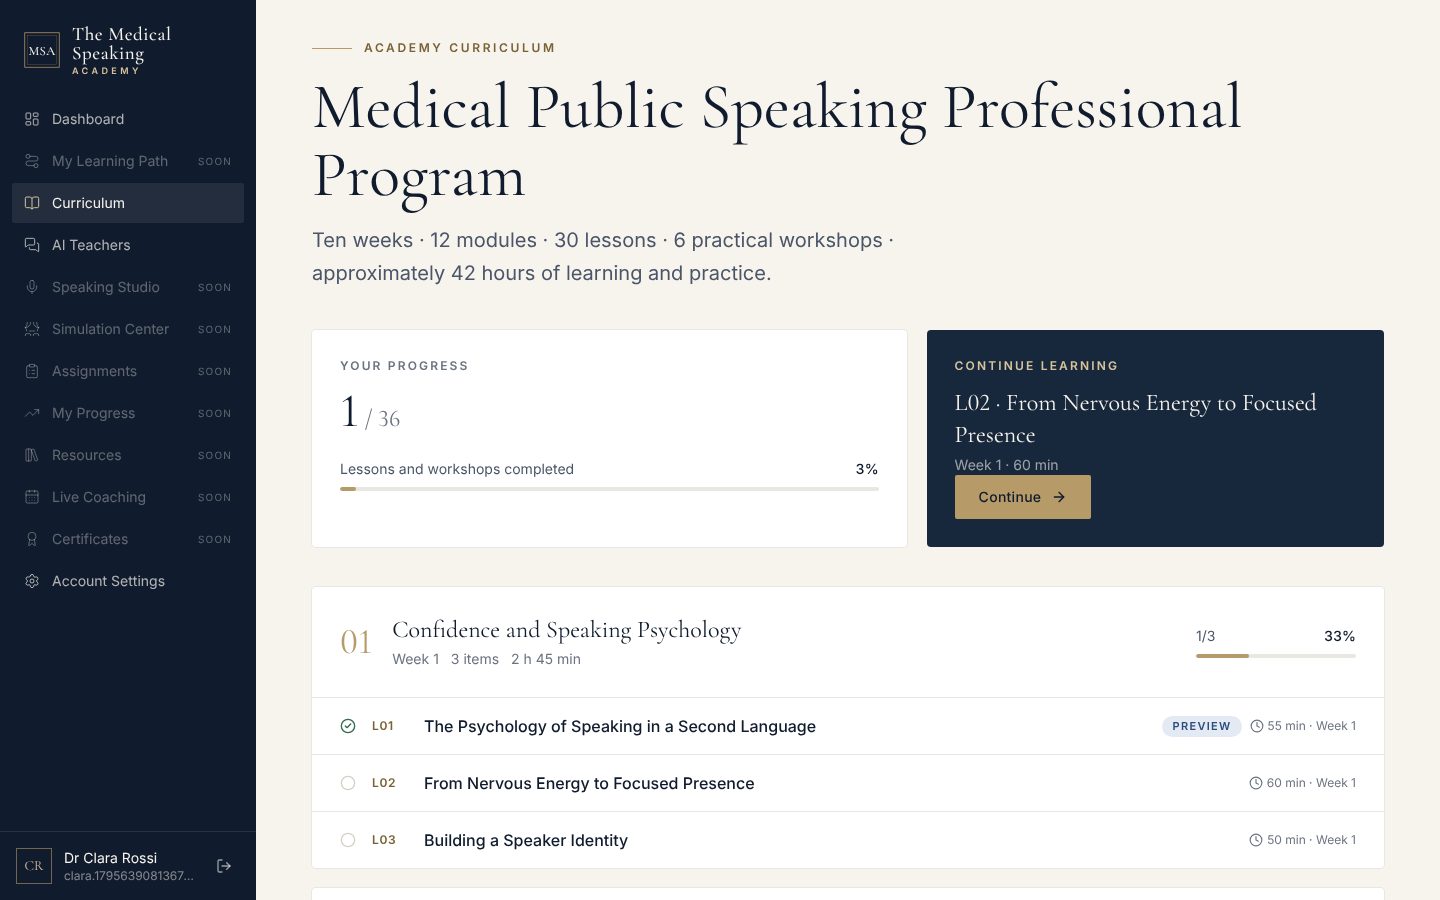 MSA
The Medical
Speaking
ACADEMY
Dashboard
My Learning Path SOON
Curriculum
AI Teachers
Speaking Studio SOON
Simulation Center SOON
Assignments SOON
My Progress SOON
Resources SOON
Live Coaching SOON
Certificates SOON
Account Settings
CR
Dr Clara Rossi
clara.1795639081367...
ACADEMY CURRICULUM
Medical Public Speaking Professional
Program
Ten weeks · 12 modules · 30 lessons · 6 practical workshops ·
approximately 42 hours of learning and practice.
YOUR PROGRESS
1 / 36
Lessons and workshops completed 3%
CONTINUE LEARNING
L02 · From Nervous Energy to Focused
Presence
Week 1 · 60 min
Continue →
01
Confidence and Speaking Psychology
Week 1 3 items 2 h 45 min
1/3 33%
L01 The Psychology of Speaking in a Second Language PREVIEW 55 min · Week 1
L02 From Nervous Energy to Focused Presence 60 min · Week 1
L03 Building a Speaker Identity 50 min · Week 1